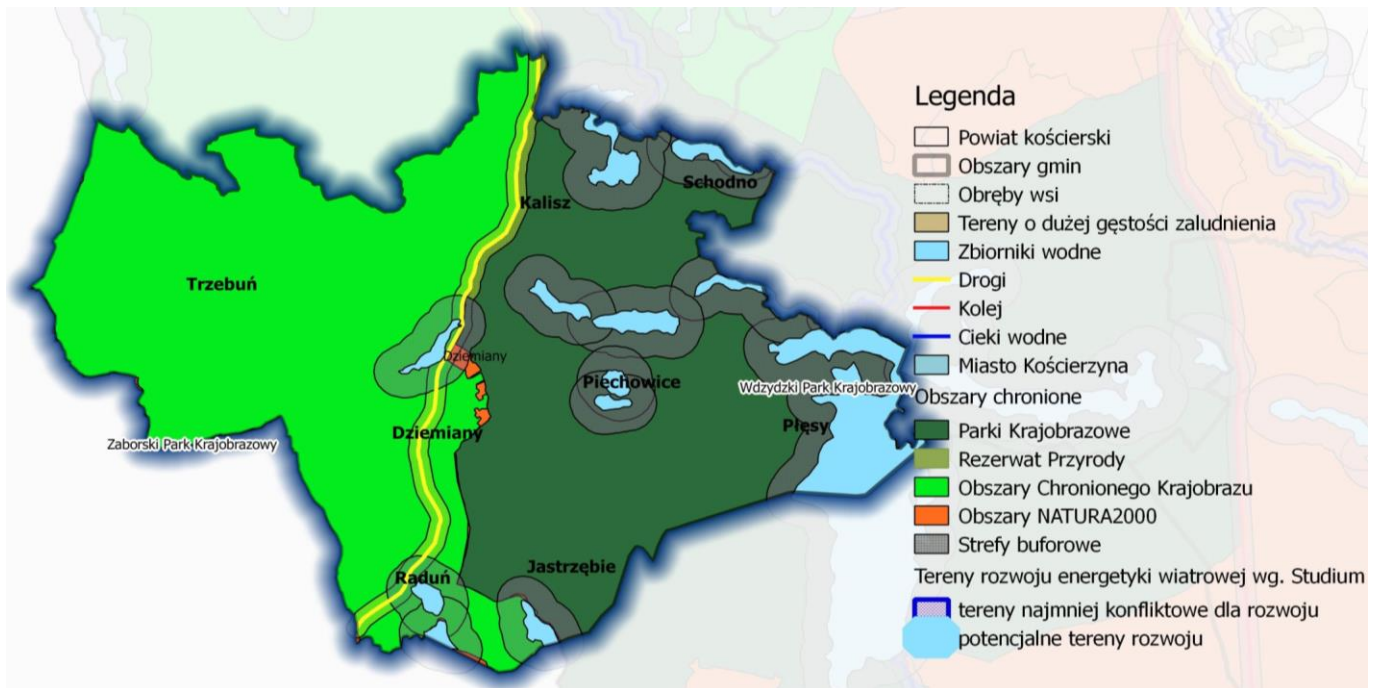 Legenda
Powiat kościerski
Obszary gmin
Obręby wsi
Tereny o dużej gęstości zaludnienia
Zbiorniki wodne
Drogi
Kolej
Cieki wodne
Miasto Kościerzyna
Obszary chronione
Parki Krajobrazowe
Rezerwat Przyrody
Obszary Chronionego Krajobrazu
Obszary NATURA2000
Strefy buforowe
Tereny rozwoju energetyki wiatrowej wg. Studium
tereny najmniej konfliktowe dla rozwoju
potencjalne tereny rozwoju
Schodno
Kalisz
Trzebuń
Dziemiany
Piechowice
Wdzydzki Park Krajobrazowy
Płęsy
Dziemiany
Zaborski Park Krajobrazowy
Jastrzębie
Raduń